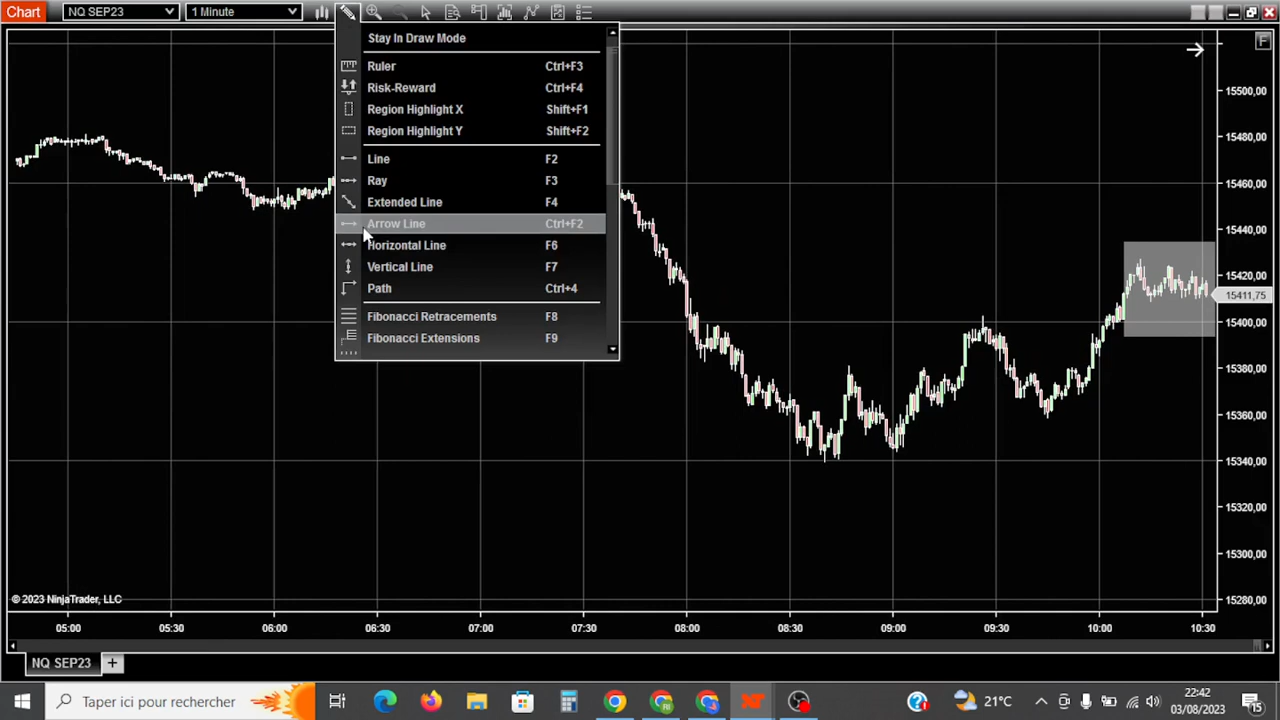 Chart NQ SEP23 1 Minute
Stay In Draw Mode
F
Ruler Ctrl+F3
Risk-Reward Ctrl+F4
Region Highlight X Shift+F1
Region Highlight Y Shift+F2
Line F2
Ray F3
Extended Line F4
Arrow Line Ctrl+F2
Horizontal Line F6
Vertical Line F7
Path Ctrl+4
Fibonacci Retracements F8
Fibonacci Extensions F9
15500,00
15480,00
15460,00
15440,00
15420,00
15411,75
15400,00
15380,00
15360,00
15340,00
15320,00
15300,00
15280,00
© 2023 NinjaTrader, LLC
05:00 05:30 06:00 06:30 07:00 07:30 08:00 08:30 09:00 09:30 10:00 10:30
NQ SEP23 +
Taper ici pour rechercher
21°C
22:42
03/08/2023
15